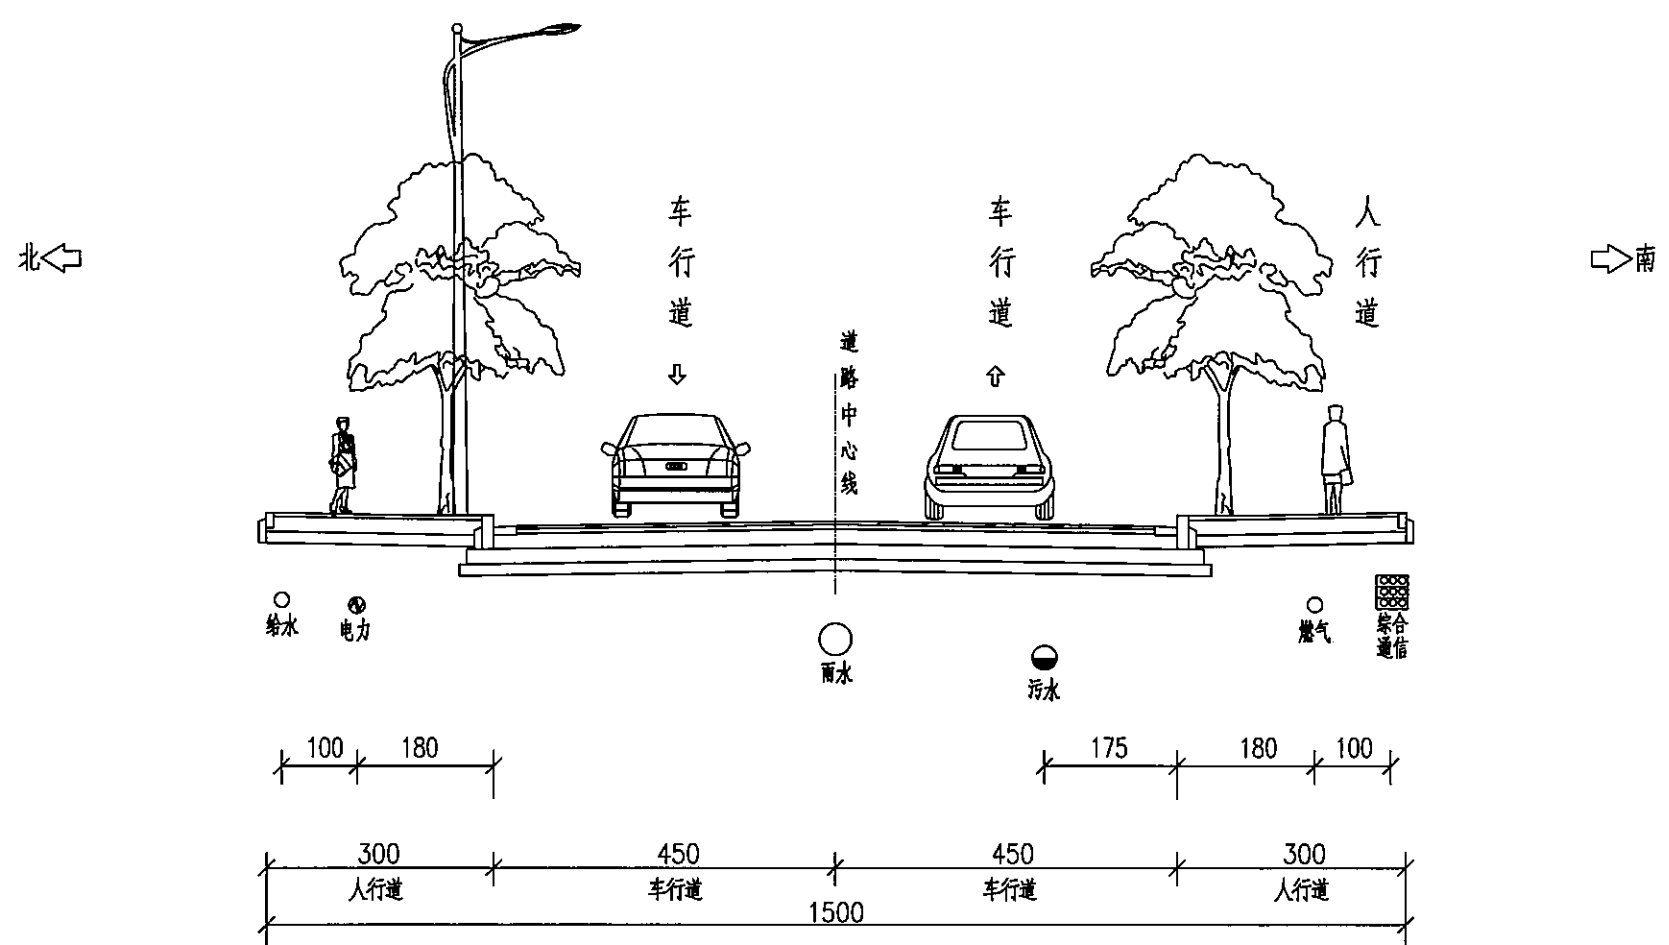 北
南
车行道
车行道
人行道
道路中心线
给水
电力
雨水
污水
燃气
综合
通信
100
180
175
180
100
300
450
450
300
人行道
车行道
车行道
人行道
1500